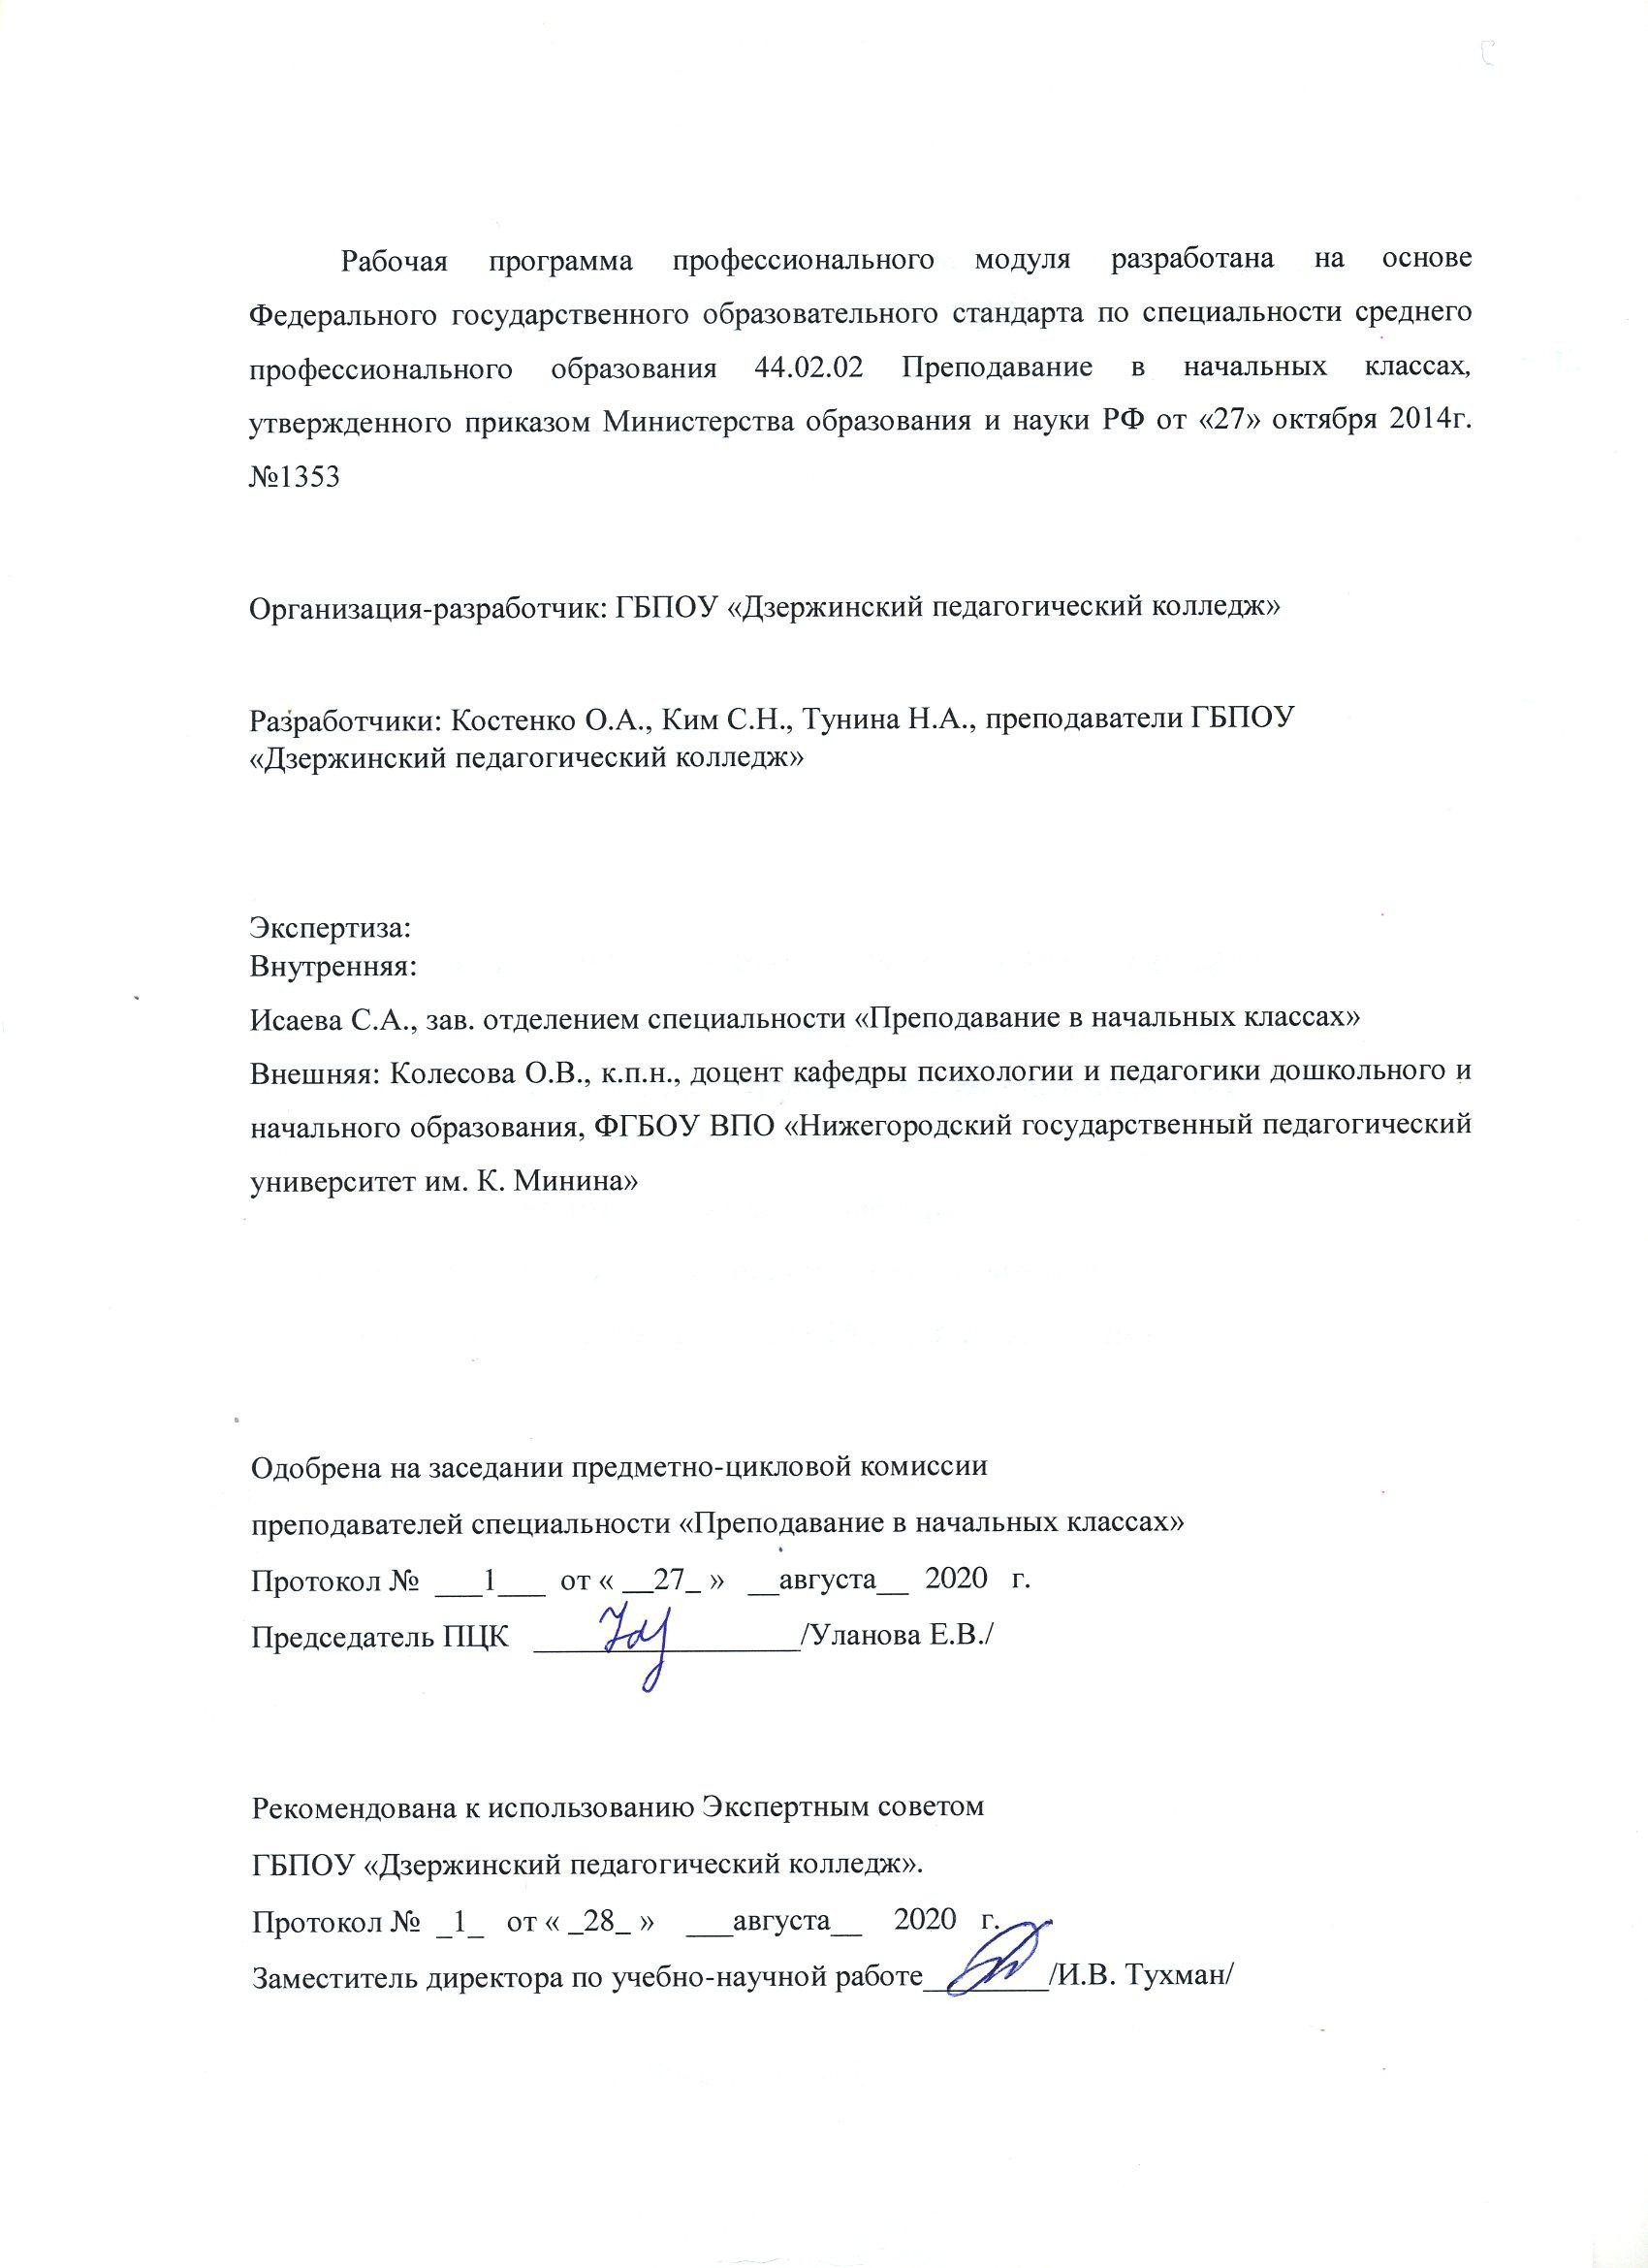 Рабочая программа профессионального модуля разработана на основе
Федерального государственного образовательного стандарта по специальности среднего
профессионального образования 44.02.02 Преподавание в начальных классах,
утвержденного приказом Министерства образования и науки РФ от «27» октября 2014г.
№1353
Организация-разработчик: ГБПОУ «Дзержинский педагогический колледж»
Разработчики: Костенко О.А., Ким С.Н., Тунина Н.А., преподаватели ГБПОУ
«Дзержинский педагогический колледж»
Экспертиза:
Внутренняя:
Исаева С.А., зав. отделением специальности «Преподавание в начальных классах»
Внешняя: Колесова О.В., к.п.н., доцент кафедры психологии и педагогики дошкольного и
начального образования, ФГБОУ ВПО «Нижегородский государственный педагогический
университет им. К. Минина»
Одобрена на заседании предметно-цикловой комиссии
преподавателей специальности «Преподавание в начальных классах»
Протокол № ___1___ от « __27_ » __августа__ 2020 г.
Председатель ПЦК _________________/Уланова Е.В./
Рекомендована к использованию Экспертным советом
ГБПОУ «Дзержинский педагогический колледж».
Протокол № _1_ от « _28_ » ___августа__ 2020 г.
Заместитель директора по учебно-научной работе________/И.В. Тухман/